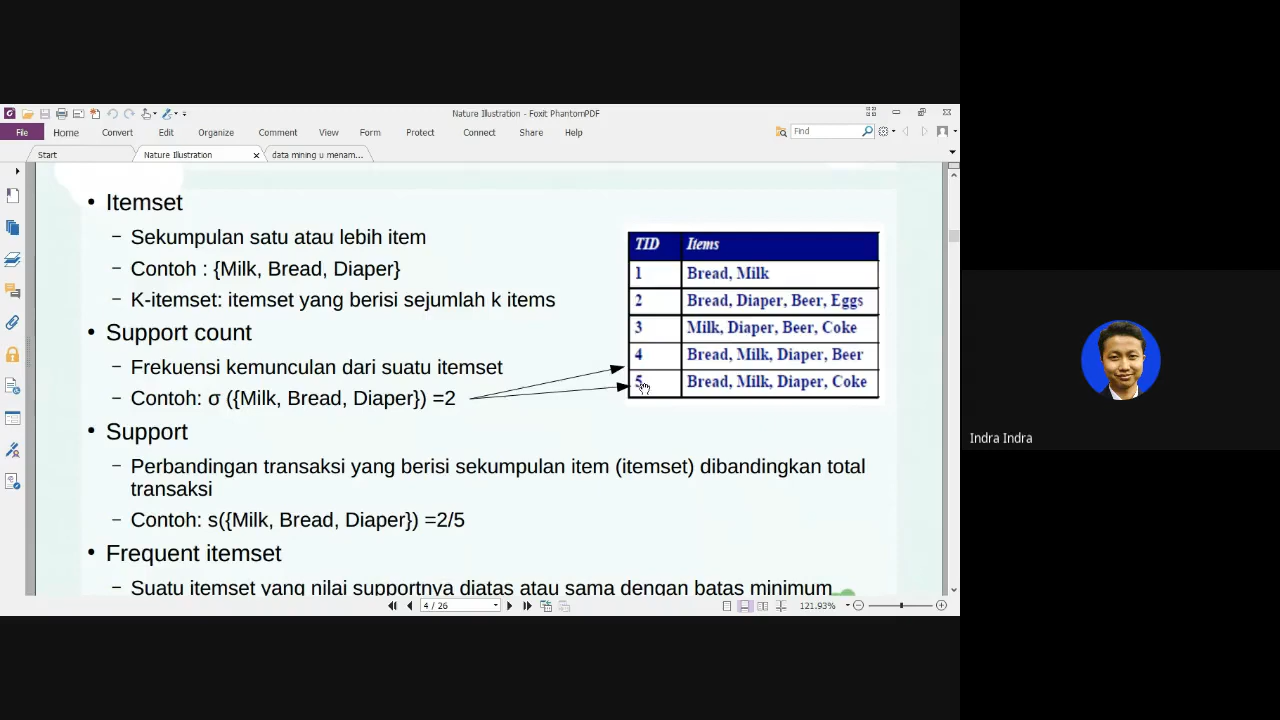 Nature Illustration - Foxit PhantomPDF
File Home Convert Edit Organize Comment View Form Protect Connect Share Help Find
Start Nature Illustration data mining u menam...
• Itemset
– Sekumpulan satu atau lebih item
– Contoh : {Milk, Bread, Diaper}
– K-itemset: itemset yang berisi sejumlah k items
• Support count
– Frekuensi kemunculan dari suatu itemset
– Contoh: σ ({Milk, Bread, Diaper}) =2
TID Items
1 Bread, Milk
2 Bread, Diaper, Beer, Eggs
3 Milk, Diaper, Beer, Coke
4 Bread, Milk, Diaper, Beer
5 Bread, Milk, Diaper, Coke
• Support
– Perbandingan transaksi yang berisi sekumpulan item (itemset) dibandingkan total
transaksi
– Contoh: s({Milk, Bread, Diaper}) =2/5
• Frequent itemset
– Suatu itemset yang nilai supportnya diatas atau sama dengan batas minimum
4 / 26
121.93%
Indra Indra